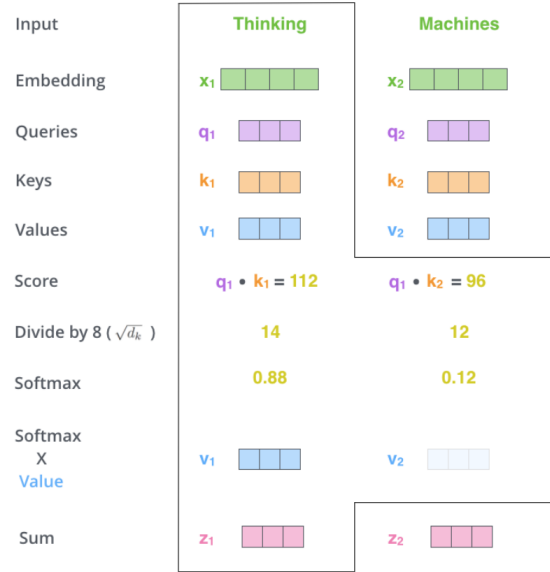 Input Thinking Machines
Embedding x₁ x₂
Queries q₁ q₂
Keys k₁ k₂
Values v₁ v₂
Score q₁ • k₁ = 112 q₁ • k₂ = 96
Divide by 8 ( √dₖ ) 14 12
Softmax 0.88 0.12
Softmax
X
Value v₁ v₂
Sum z₁ z₂